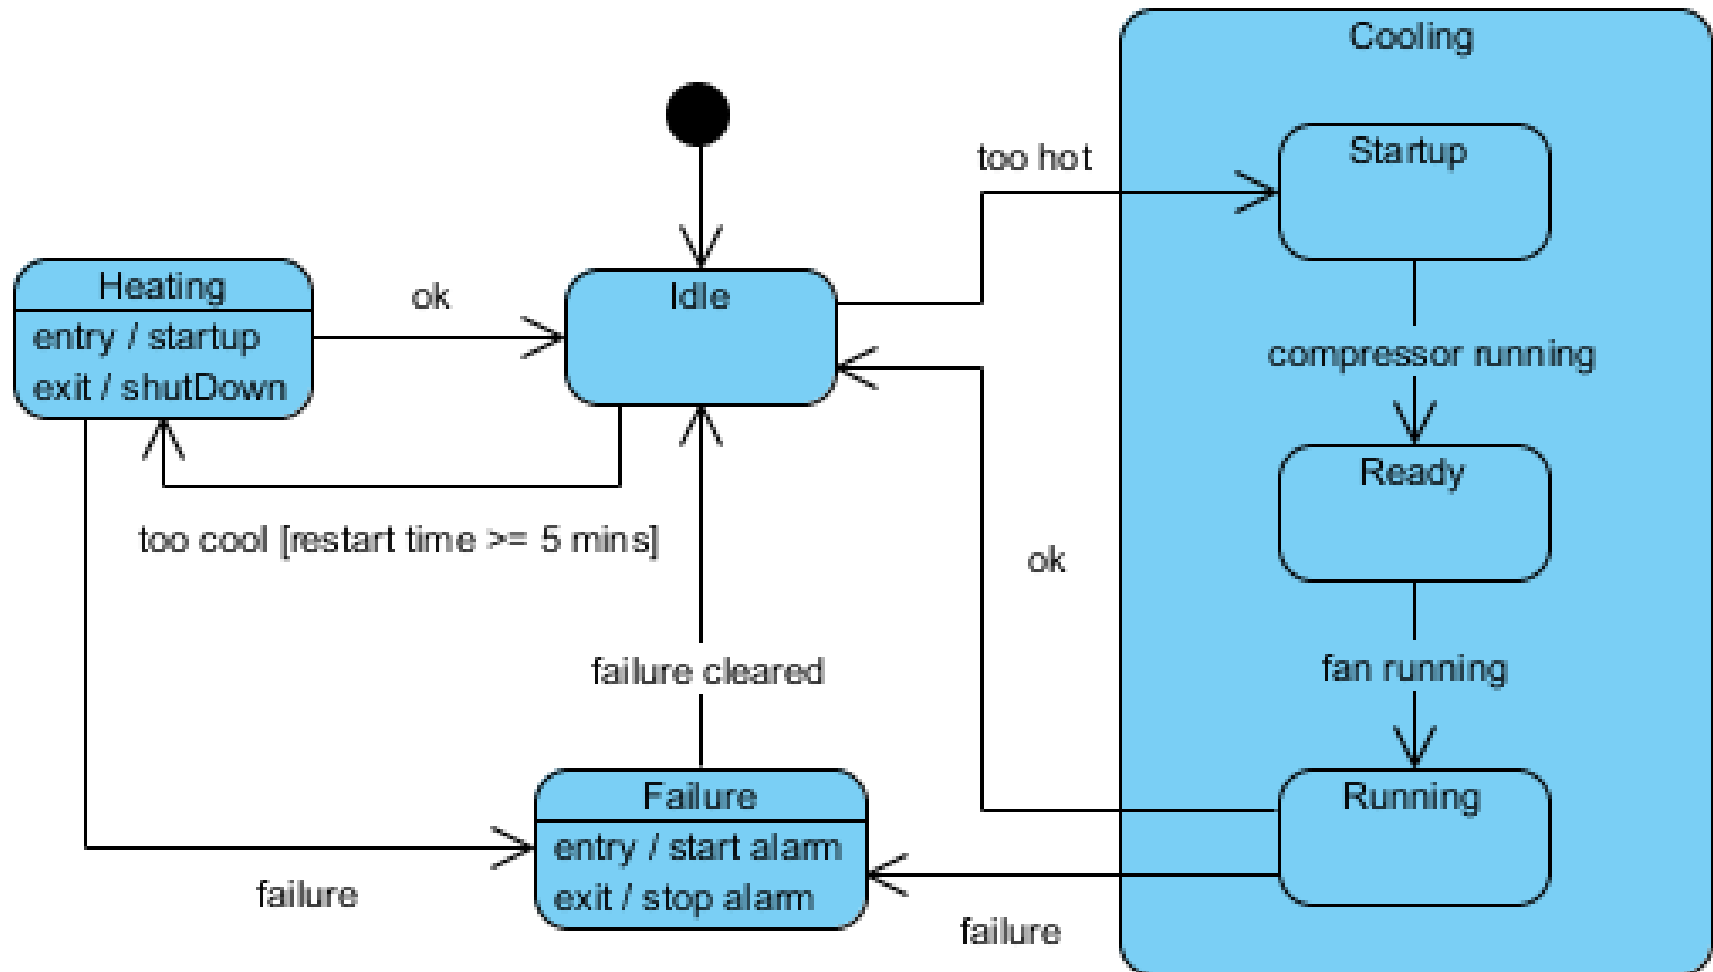 Cooling
Startup
too hot
Heating
entry / startup
exit / shutDown
ok
Idle
compressor running
Ready
too cool [restart time >= 5 mins]
ok
failure cleared
fan running
Failure
entry / start alarm
exit / stop alarm
Running
failure
failure